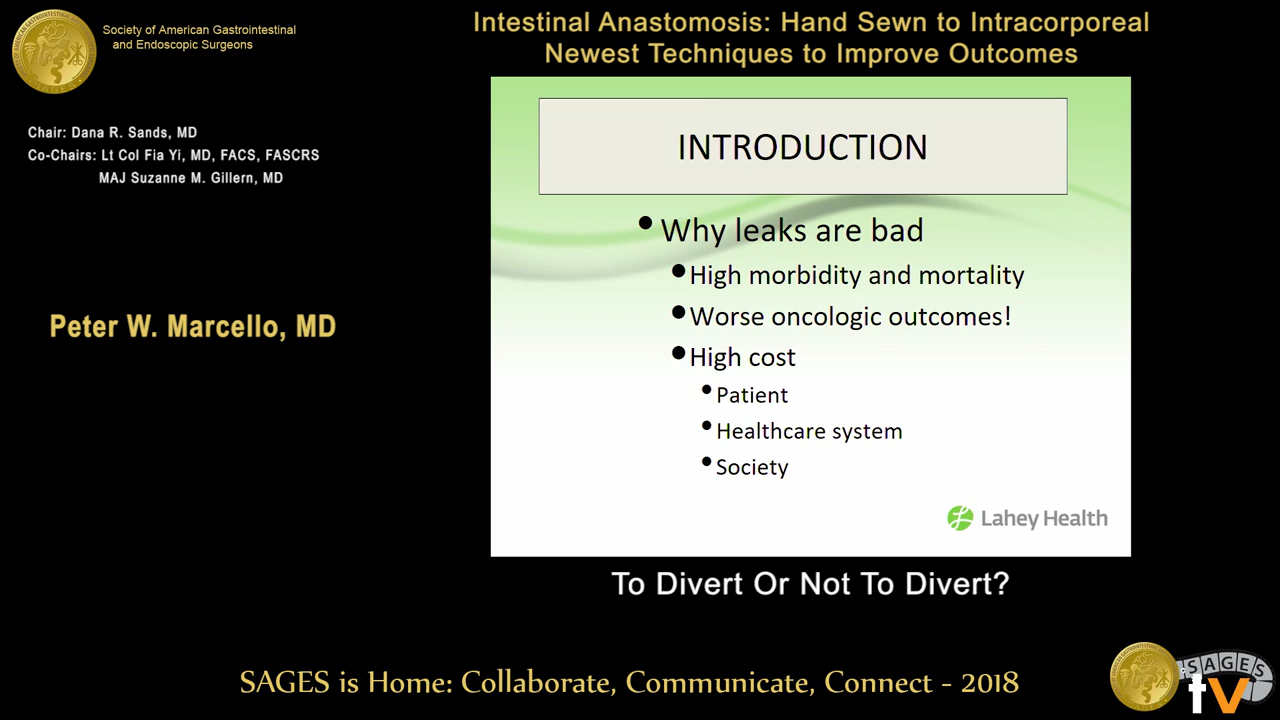 Society of American Gastrointestinal
and Endoscopic Surgeons
Intestinal Anastomosis: Hand Sewn to Intracorporeal
Newest Techniques to Improve Outcomes
Chair: Dana R. Sands, MD
Co-Chairs: Lt Col Fia Yi, MD, FACS, FASCRS
MAJ Suzanne M. Gillern, MD
Peter W. Marcello, MD
INTRODUCTION
• Why leaks are bad
• High morbidity and mortality
• Worse oncologic outcomes!
• High cost
• Patient
• Healthcare system
• Society
Lahey Health
To Divert Or Not To Divert?
SAGES is Home: Collaborate, Communicate, Connect - 2018
SAGES
tv